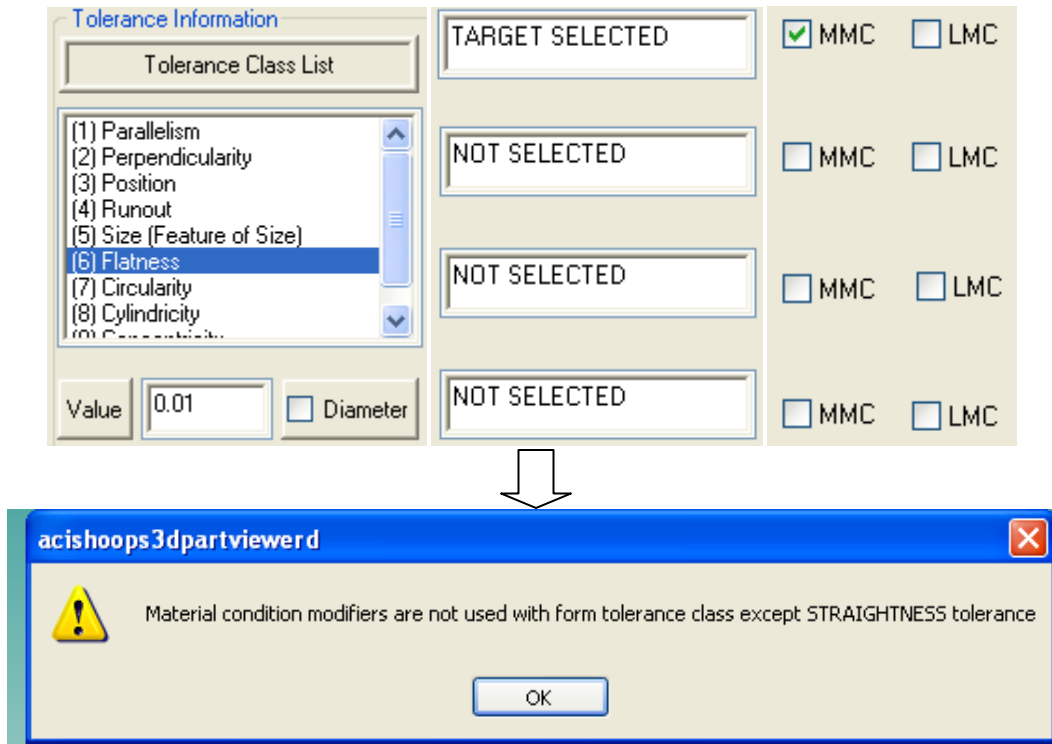 Tolerance Information
Tolerance Class List
(1) Parallelism
(2) Perpendicularity
(3) Position
(4) Runout
(5) Size (Feature of Size)
(6) Flatness
(7) Circularity
(8) Cylindricity
Value 0.01 Diameter
TARGET SELECTED MMC LMC
NOT SELECTED MMC LMC
NOT SELECTED MMC LMC
NOT SELECTED MMC LMC
acishoops3dpartviewerd
Material condition modifiers are not used with form tolerance class except STRAIGHTNESS tolerance
OK